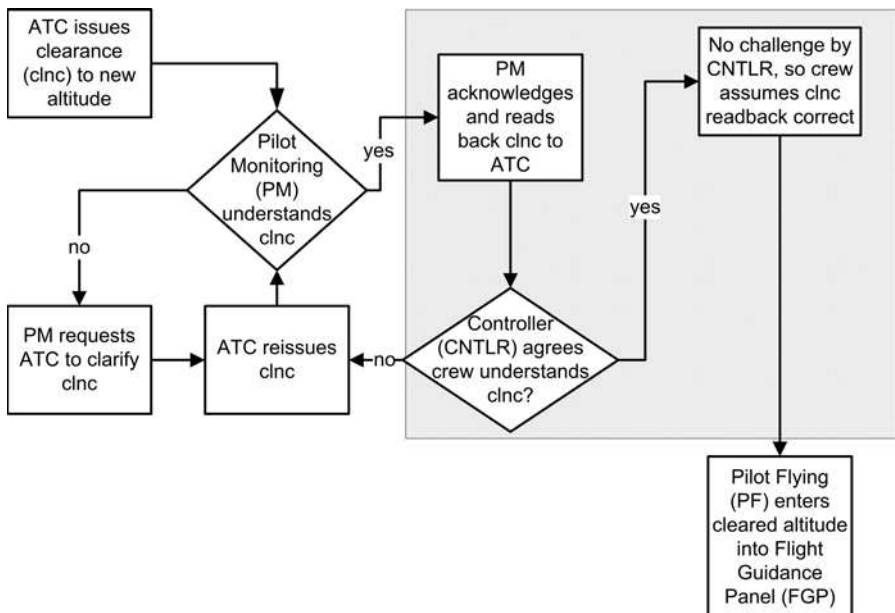 ATC issues
clearance
(clnc) to new
altitude
Pilot
Monitoring
(PM)
understands
clnc
yes
no
PM requests
ATC to clarify
clnc
ATC reissues
clnc
PM
acknowledges
and reads
back clnc to
ATC
Controller
(CNTLR) agrees
crew understands
clnc?
no
yes
No challenge by
CNTLR, so crew
assumes clnc
readback correct
Pilot Flying
(PF) enters
cleared altitude
into Flight
Guidance
Panel (FGP)